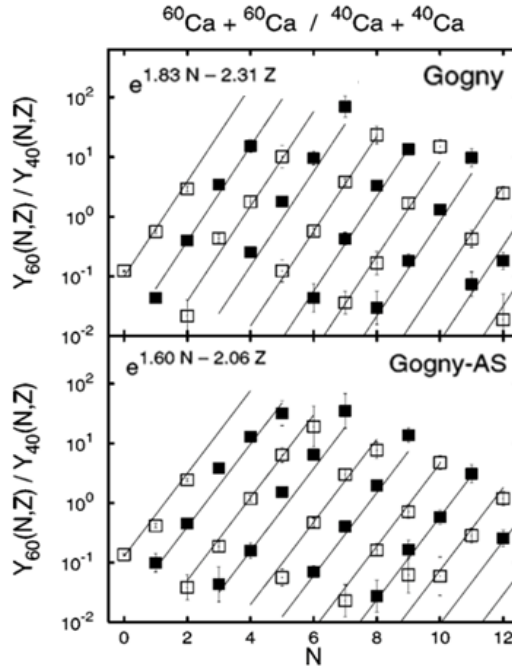 ⁶⁰Ca + ⁶⁰Ca / ⁴⁰Ca + ⁴⁰Ca
e^1.83 N – 2.31 Z
Gogny
Y₆₀(N,Z) / Y₄₀(N,Z)
10²
10¹
10⁰
10⁻¹
10⁻²
e^1.60 N – 2.06 Z
Gogny-AS
Y₆₀(N,Z) / Y₄₀(N,Z)
10²
10¹
10⁰
10⁻¹
10⁻²
0 2 4 6 8 10 12
N